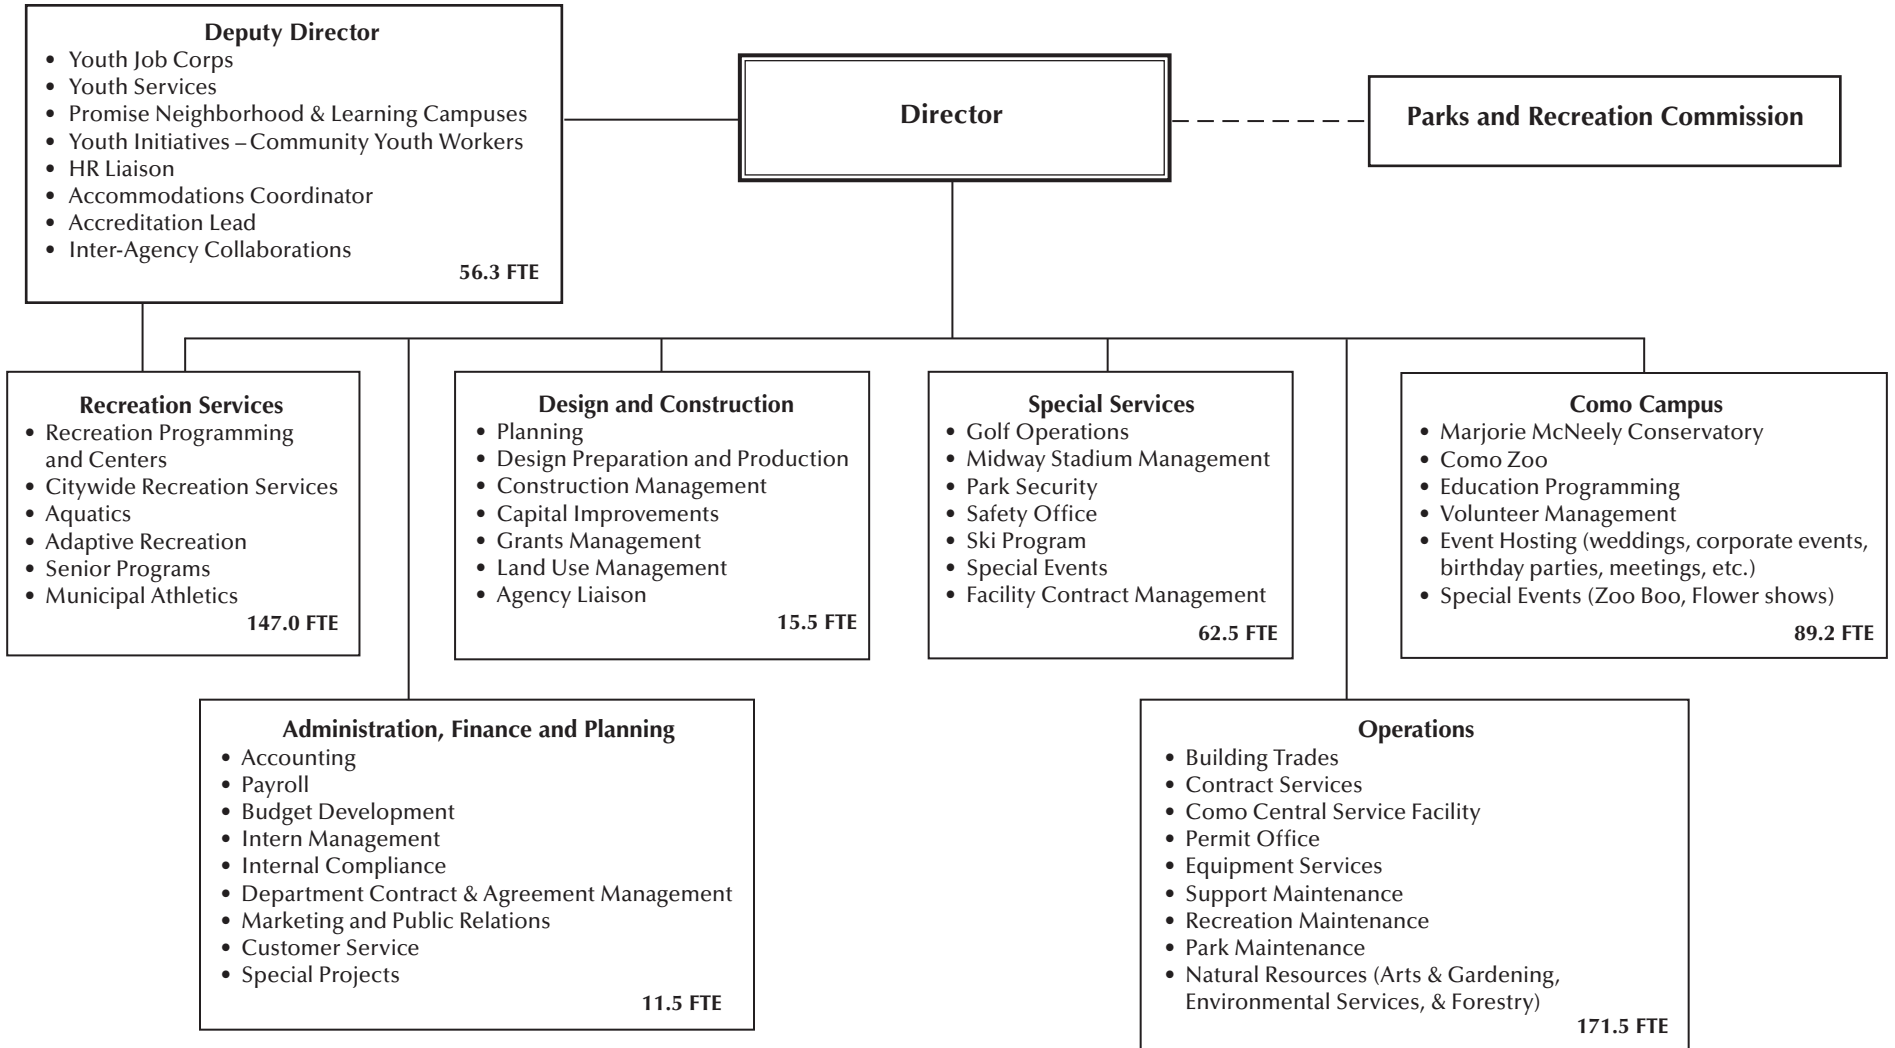 Deputy Director
• Youth Job Corps
• Youth Services
• Promise Neighborhood & Learning Campuses
• Youth Initiatives – Community Youth Workers
• HR Liaison
• Accommodations Coordinator
• Accreditation Lead
• Inter-Agency Collaborations
56.3 FTE
Director
Parks and Recreation Commission
Recreation Services
• Recreation Programming
and Centers
• Citywide Recreation Services
• Aquatics
• Adaptive Recreation
• Senior Programs
• Municipal Athletics
147.0 FTE
Design and Construction
• Planning
• Design Preparation and Production
• Construction Management
• Capital Improvements
• Grants Management
• Land Use Management
• Agency Liaison
15.5 FTE
Special Services
• Golf Operations
• Midway Stadium Management
• Park Security
• Safety Office
• Ski Program
• Special Events
• Facility Contract Management
62.5 FTE
Como Campus
• Marjorie McNeely Conservatory
• Como Zoo
• Education Programming
• Volunteer Management
• Event Hosting (weddings, corporate events,
birthday parties, meetings, etc.)
• Special Events (Zoo Boo, Flower shows)
89.2 FTE
Administration, Finance and Planning
• Accounting
• Payroll
• Budget Development
• Intern Management
• Internal Compliance
• Department Contract & Agreement Management
• Marketing and Public Relations
• Customer Service
• Special Projects
11.5 FTE
Operations
• Building Trades
• Contract Services
• Como Central Service Facility
• Permit Office
• Equipment Services
• Support Maintenance
• Recreation Maintenance
• Park Maintenance
• Natural Resources (Arts & Gardening,
Environmental Services, & Forestry)
171.5 FTE